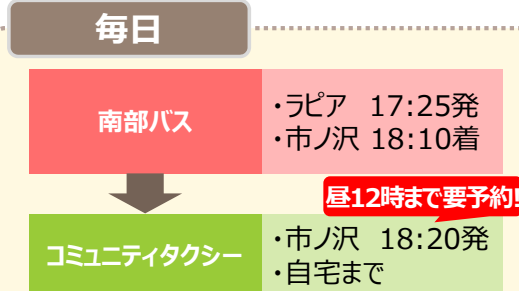 毎日
南部バス
・ラピア 17:25発
・市ノ沢 18:10着
昼12時まで要予約!
コミュニティタクシー
・市ノ沢 18:20発
・自宅まで